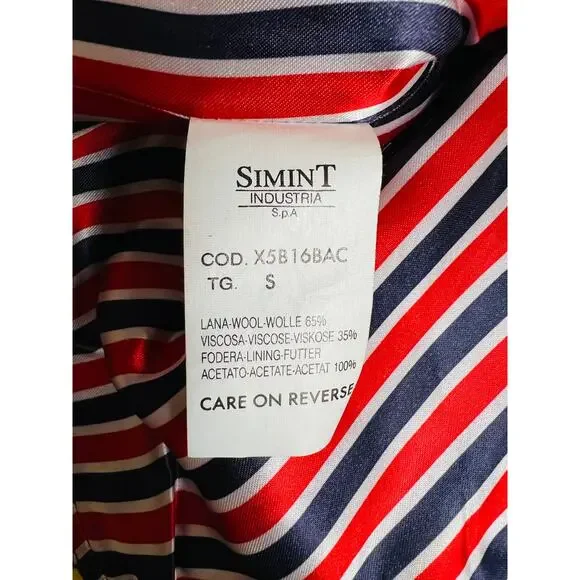 SIMINT
INDUSTRIA
S.p.A
COD. X5B16BAC
TG. S
LANA-WOOL-WOLLE 65%
VISCOSA-VISCOSE-VISKOSE 35%
FODERA-LINING-FUTTER
ACETATO-ACETATE-ACETAT 100%
CARE ON REVERSE